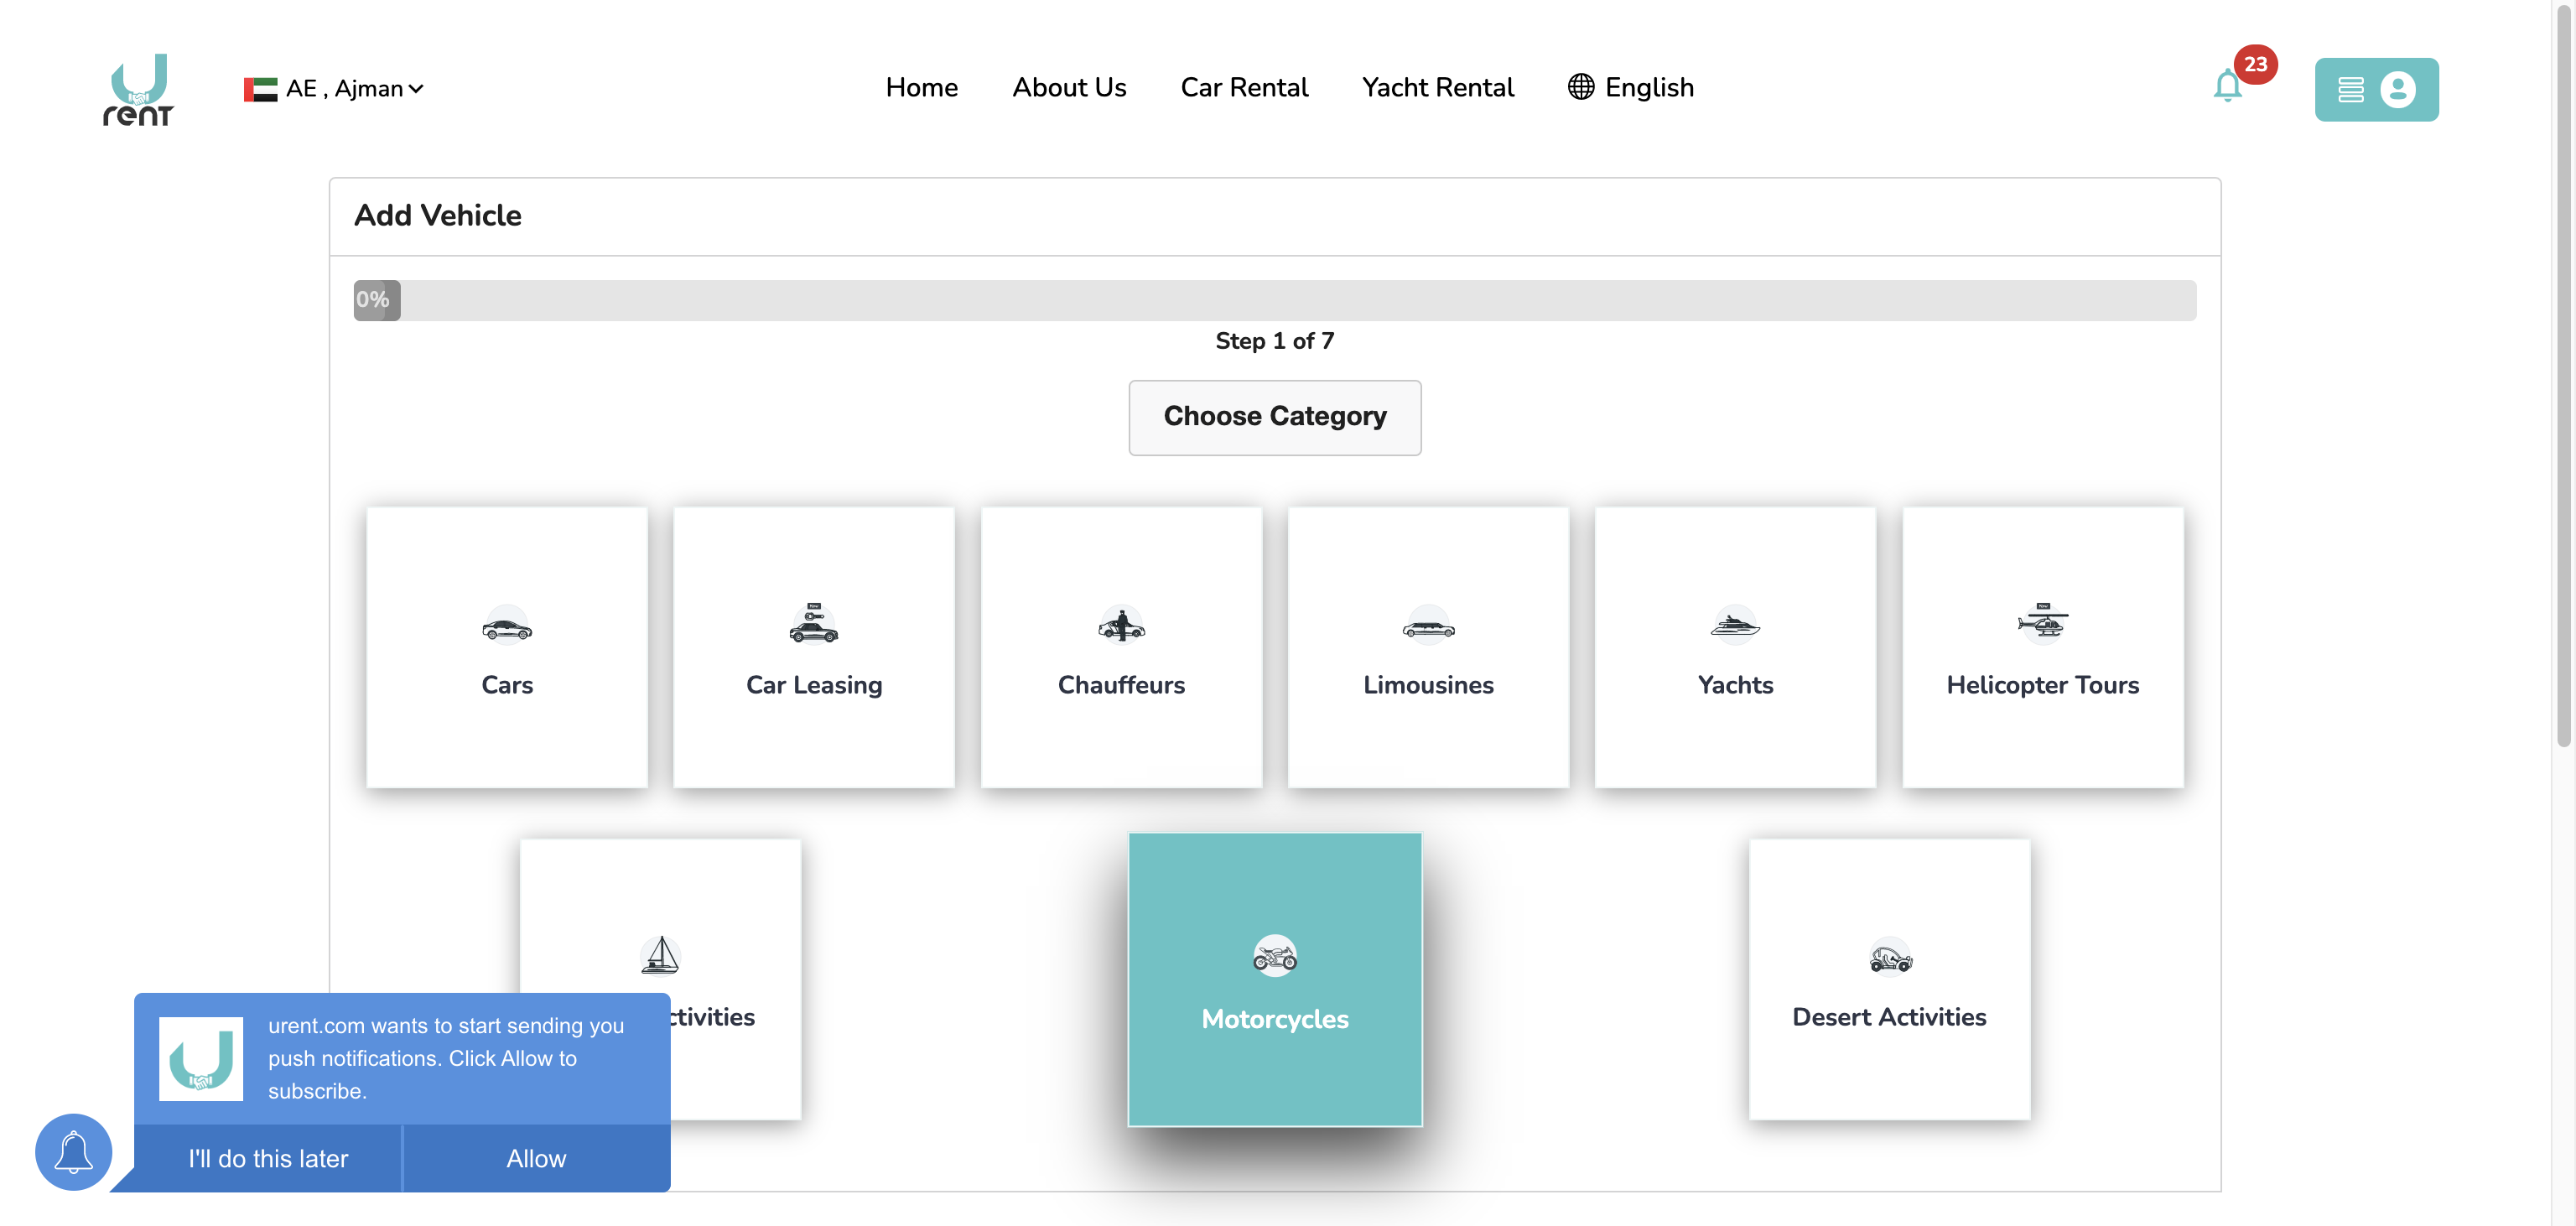 rent
AE , Ajman
Home
About Us
Car Rental
Yacht Rental
English
23
Add Vehicle
0%
Step 1 of 7
Choose Category
Cars
Car Leasing
Chauffeurs
Limousines
Yachts
Helicopter Tours
ctivities
Motorcycles
Desert Activities
urent.com wants to start sending you
push notifications. Click Allow to
subscribe.
I'll do this later
Allow